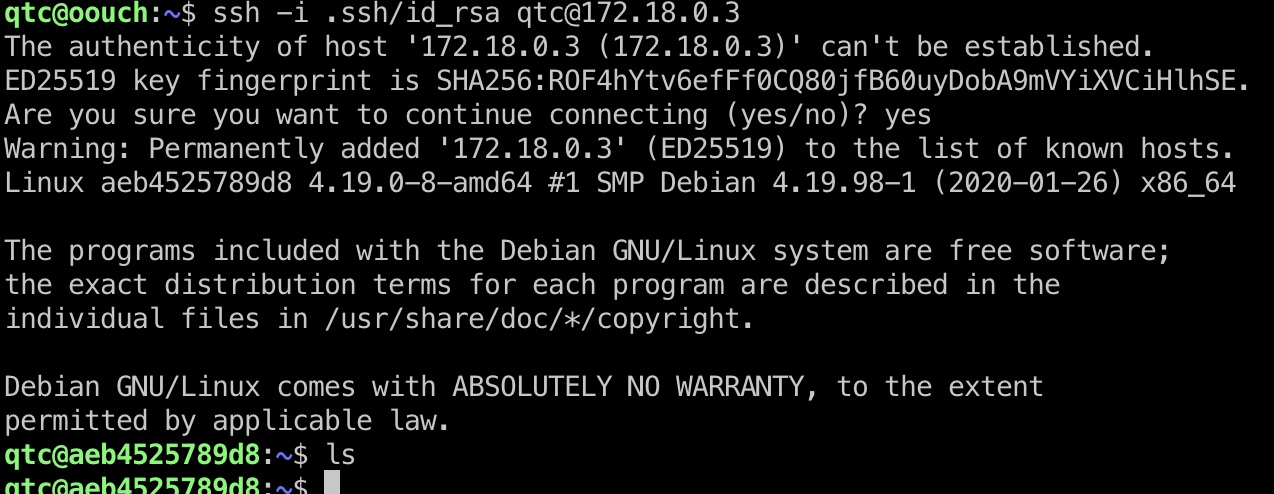 qtc@oouch:~$ ssh -i .ssh/id_rsa qtc@172.18.0.3
The authenticity of host '172.18.0.3 (172.18.0.3)' can't be established.
ED25519 key fingerprint is SHA256:ROF4hYtv6efFf0CQ80jfB60uyDobA9mVYiXVCiHlhSE.
Are you sure you want to continue connecting (yes/no)? yes
Warning: Permanently added '172.18.0.3' (ED25519) to the list of known hosts.
Linux aeb4525789d8 4.19.0-8-amd64 #1 SMP Debian 4.19.98-1 (2020-01-26) x86_64
The programs included with the Debian GNU/Linux system are free software;
the exact distribution terms for each program are described in the
individual files in /usr/share/doc/*/copyright.
Debian GNU/Linux comes with ABSOLUTELY NO WARRANTY, to the extent
permitted by applicable law.
qtc@aeb4525789d8:~$ ls
qtc@aeb4525789d8:~$